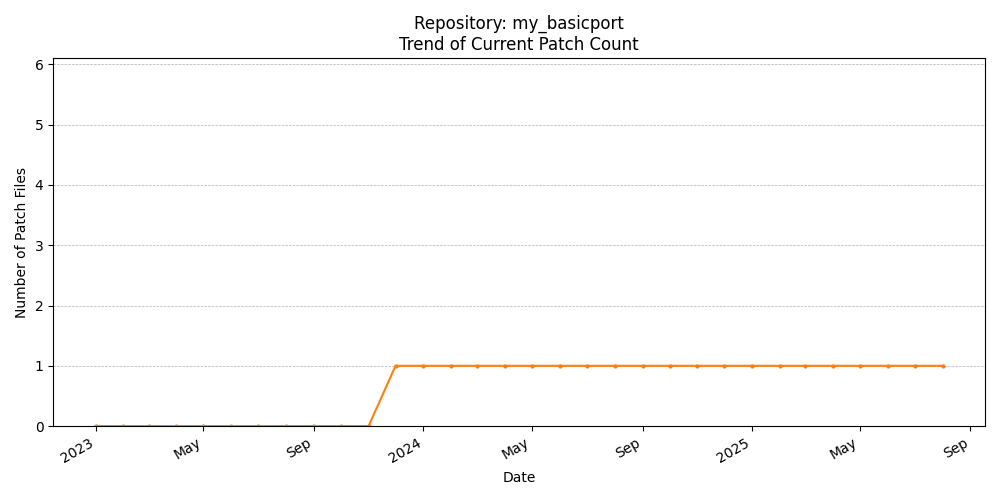 Repository: my_basicport
Trend of Current Patch Count
6
5
4
3
2
1
0
Number of Patch Files
2023
May
Sep
2024
May
Sep
2025
May
Sep
Date